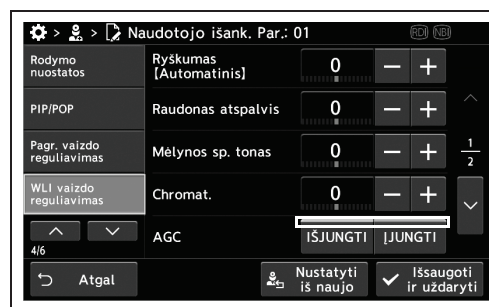 > > Naudotojo išank. Par.: 01 RDI NBI
Rodymo
nuostatos
PIP/POP
Pagr. vaizdo
reguliavimas
WLI vaizdo
reguliavimas
4/6
Ryškumas
[Automatinis]
0 − +
Raudonas atspalvis 0 − +
Mėlynos sp. tonas 0 − +
Chromat. 0 − +
AGC IŠJUNGTI ĮJUNGTI
1
2
Atgal
Nustatyti
iš naujo
Išsaugoti
ir uždaryti